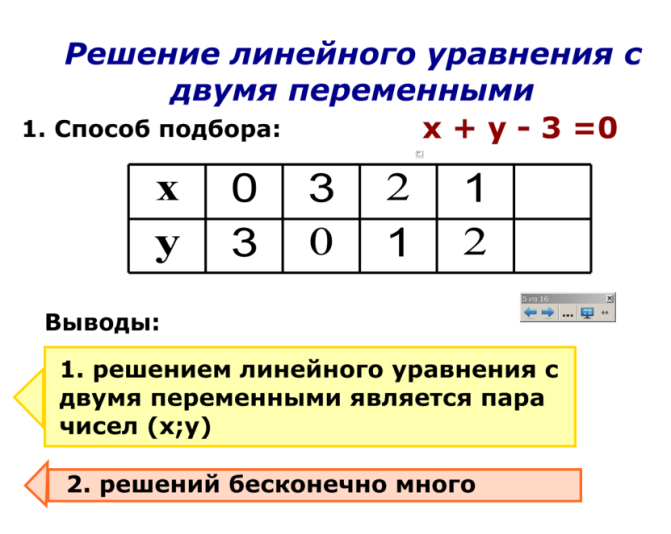 Решение линейного уравнения с
двумя переменными
1. Способ подбора: x + y - 3 =0
x 0 3 2 1
y 3 0 1 2
5 из 16
Выводы:
1. решением линейного уравнения с
двумя переменными является пара
чисел (x;y)
2. решений бесконечно много